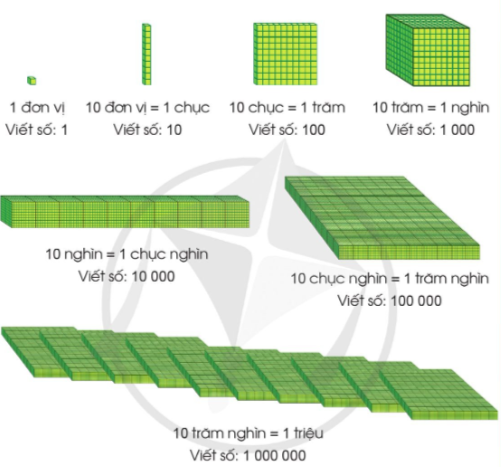 1 đơn vị
Viết số: 1
10 đơn vị = 1 chục
Viết số: 10
10 chục = 1 trăm
Viết số: 100
10 trăm = 1 nghìn
Viết số: 1 000
10 nghìn = 1 chục nghìn
Viết số: 10 000
10 chục nghìn = 1 trăm nghìn
Viết số: 100 000
10 trăm nghìn = 1 triệu
Viết số: 1 000 000